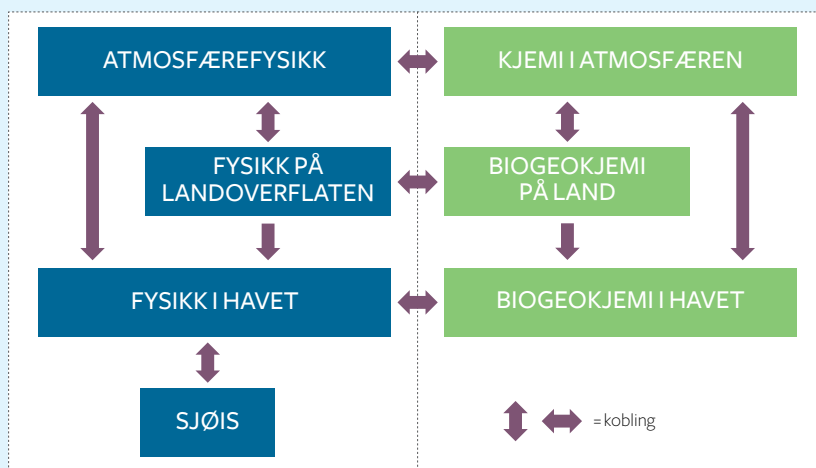 ATMOSFÆREFYSIKK
KJEMI I ATMOSFÆREN
FYSIKK PÅ
LANDOVERFLATEN
BIOGEOKJEMI
PÅ LAND
FYSIKK I HAVET
BIOGEOKJEMI I HAVET
SJØIS
= kobling